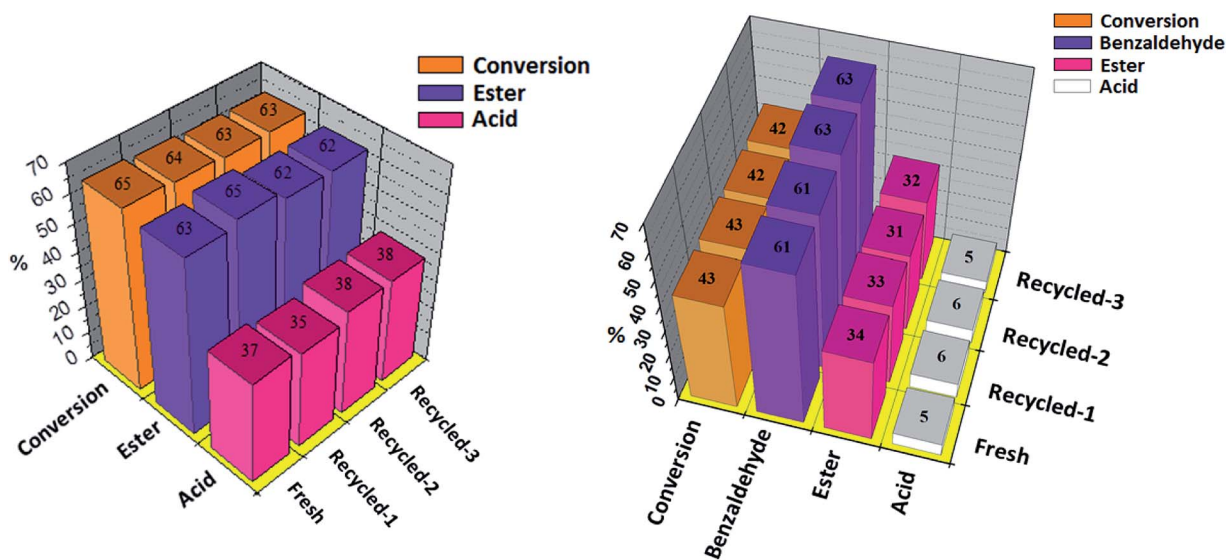 Conversion
Ester
Acid
70
60
50
40
30
20
10
0
%
65
64
63
63
63
65
62
62
37
35
38
38
Conversion
Ester
Acid
Fresh
Recycled-1
Recycled-2
Recycled-3
Conversion
Benzaldehyde
Ester
Acid
70
60
50
40
30
20
10
0
%
43
43
42
42
61
61
63
63
34
33
31
32
5
6
6
5
Conversion
Benzaldehyde
Ester
Acid
Fresh
Recycled-1
Recycled-2
Recycled-3